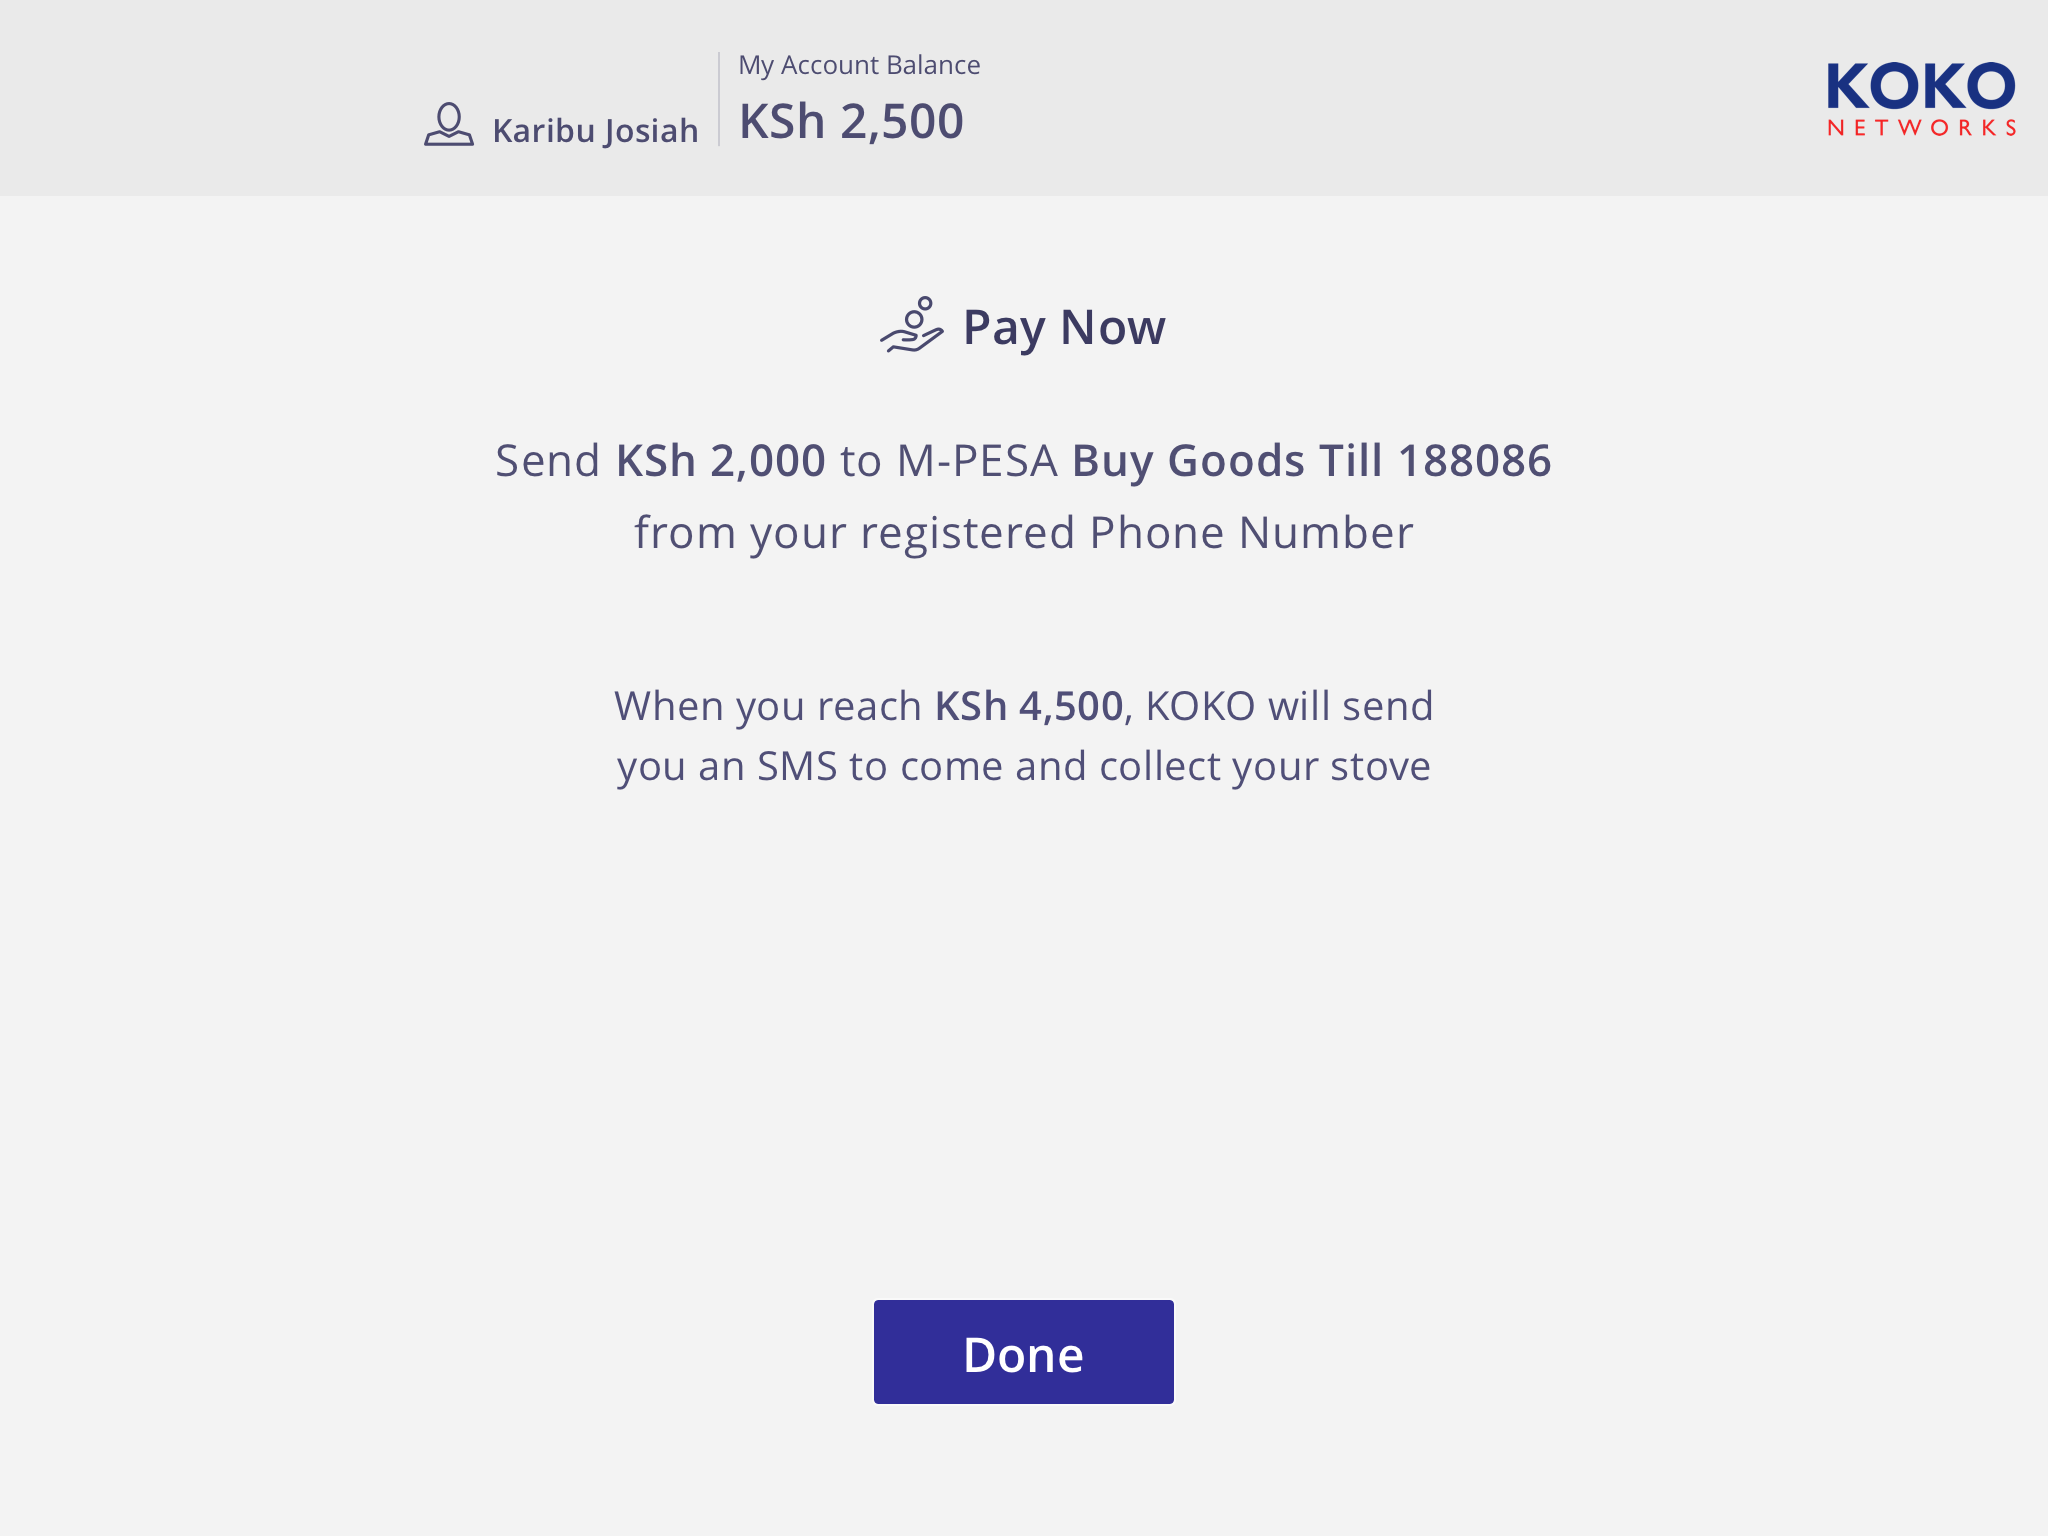 My Account Balance
Karibu Josiah
KSh 2,500
KOKO
NETWORKS
Pay Now
Send KSh 2,000 to M-PESA Buy Goods Till 188086
from your registered Phone Number
When you reach KSh 4,500, KOKO will send
you an SMS to come and collect your stove
Done